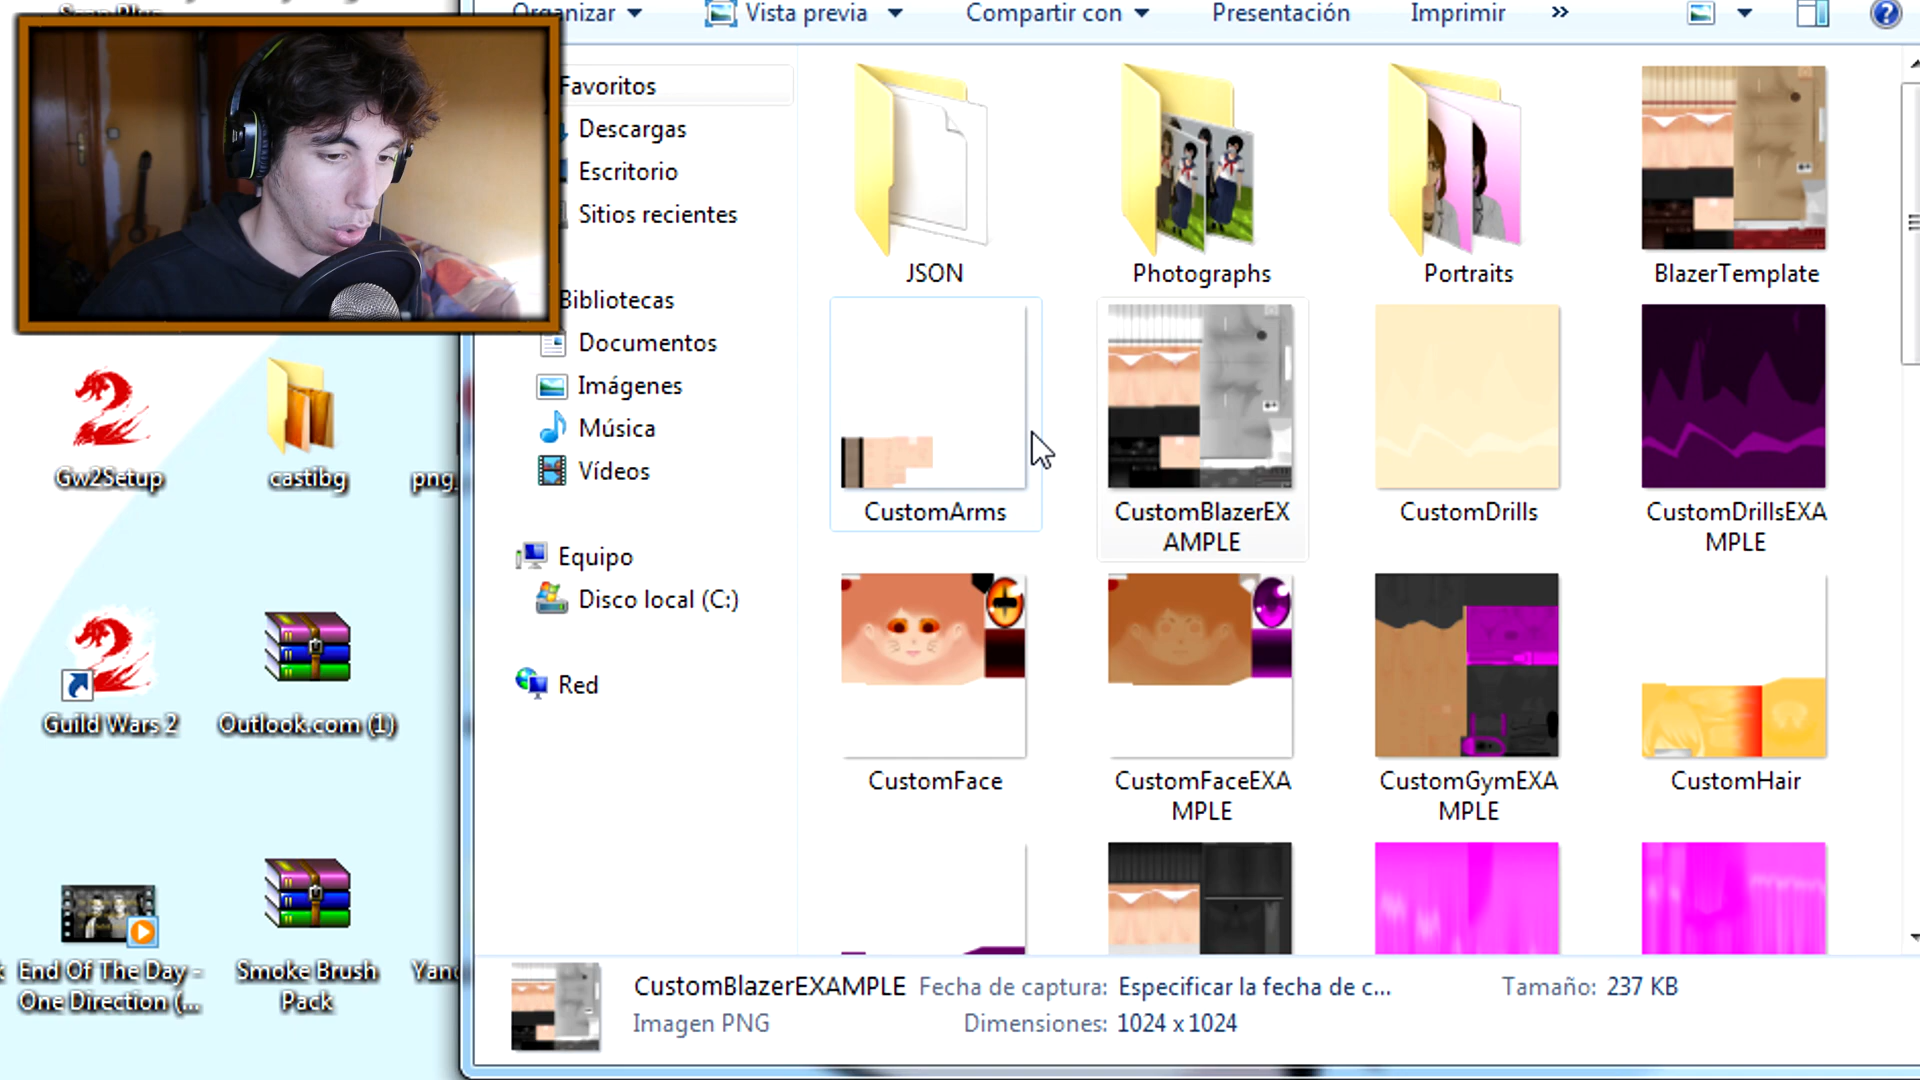 Organizar
Vista previa
Compartir con
Presentación
Imprimir
»
Favoritos
Descargas
Escritorio
Sitios recientes
Bibliotecas
Documentos
Imágenes
Música
Vídeos
Equipo
Disco local (C:)
Red
JSON
Photographs
Portraits
BlazerTemplate
CustomArms
CustomBlazerEX
AMPLE
CustomDrills
CustomDrillsEXA
MPLE
CustomFace
CustomFaceEXA
MPLE
CustomGymEXA
MPLE
CustomHair
Gw2Setup
castibg
png
Guild Wars 2
Outlook.com (1)
End Of The Day -
One Direction (...
Smoke Brush
Pack
CustomBlazerEXAMPLE
Fecha de captura: Especificar la fecha de c...
Tamaño: 237 KB
Imagen PNG
Dimensiones: 1024 x 1024